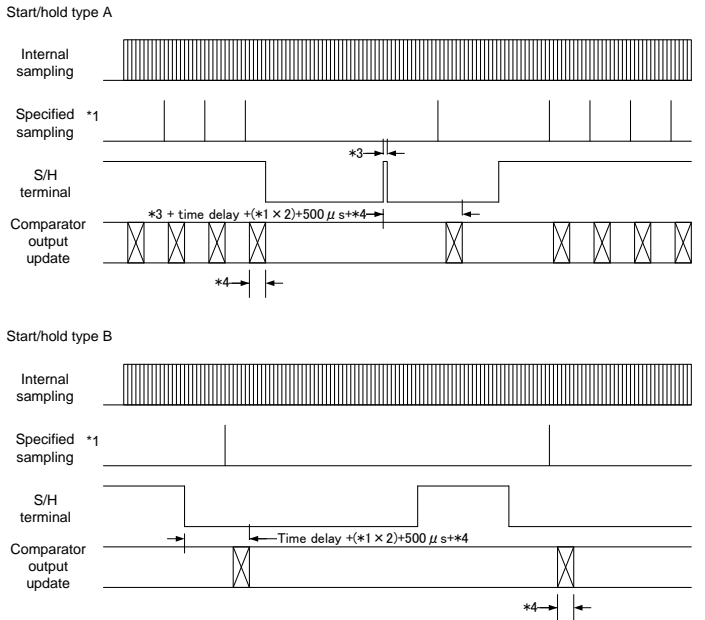 Start/hold type A
Internal
sampling
Specified *1
sampling
*3
S/H
terminal
*3 + time delay +(*1 × 2)+500 μ s+*4
Comparator
output
update
*4
Start/hold type B
Internal
sampling
Specified *1
sampling
S/H
terminal
Time delay +(*1 × 2)+500 μ s+*4
Comparator
output
update
*4